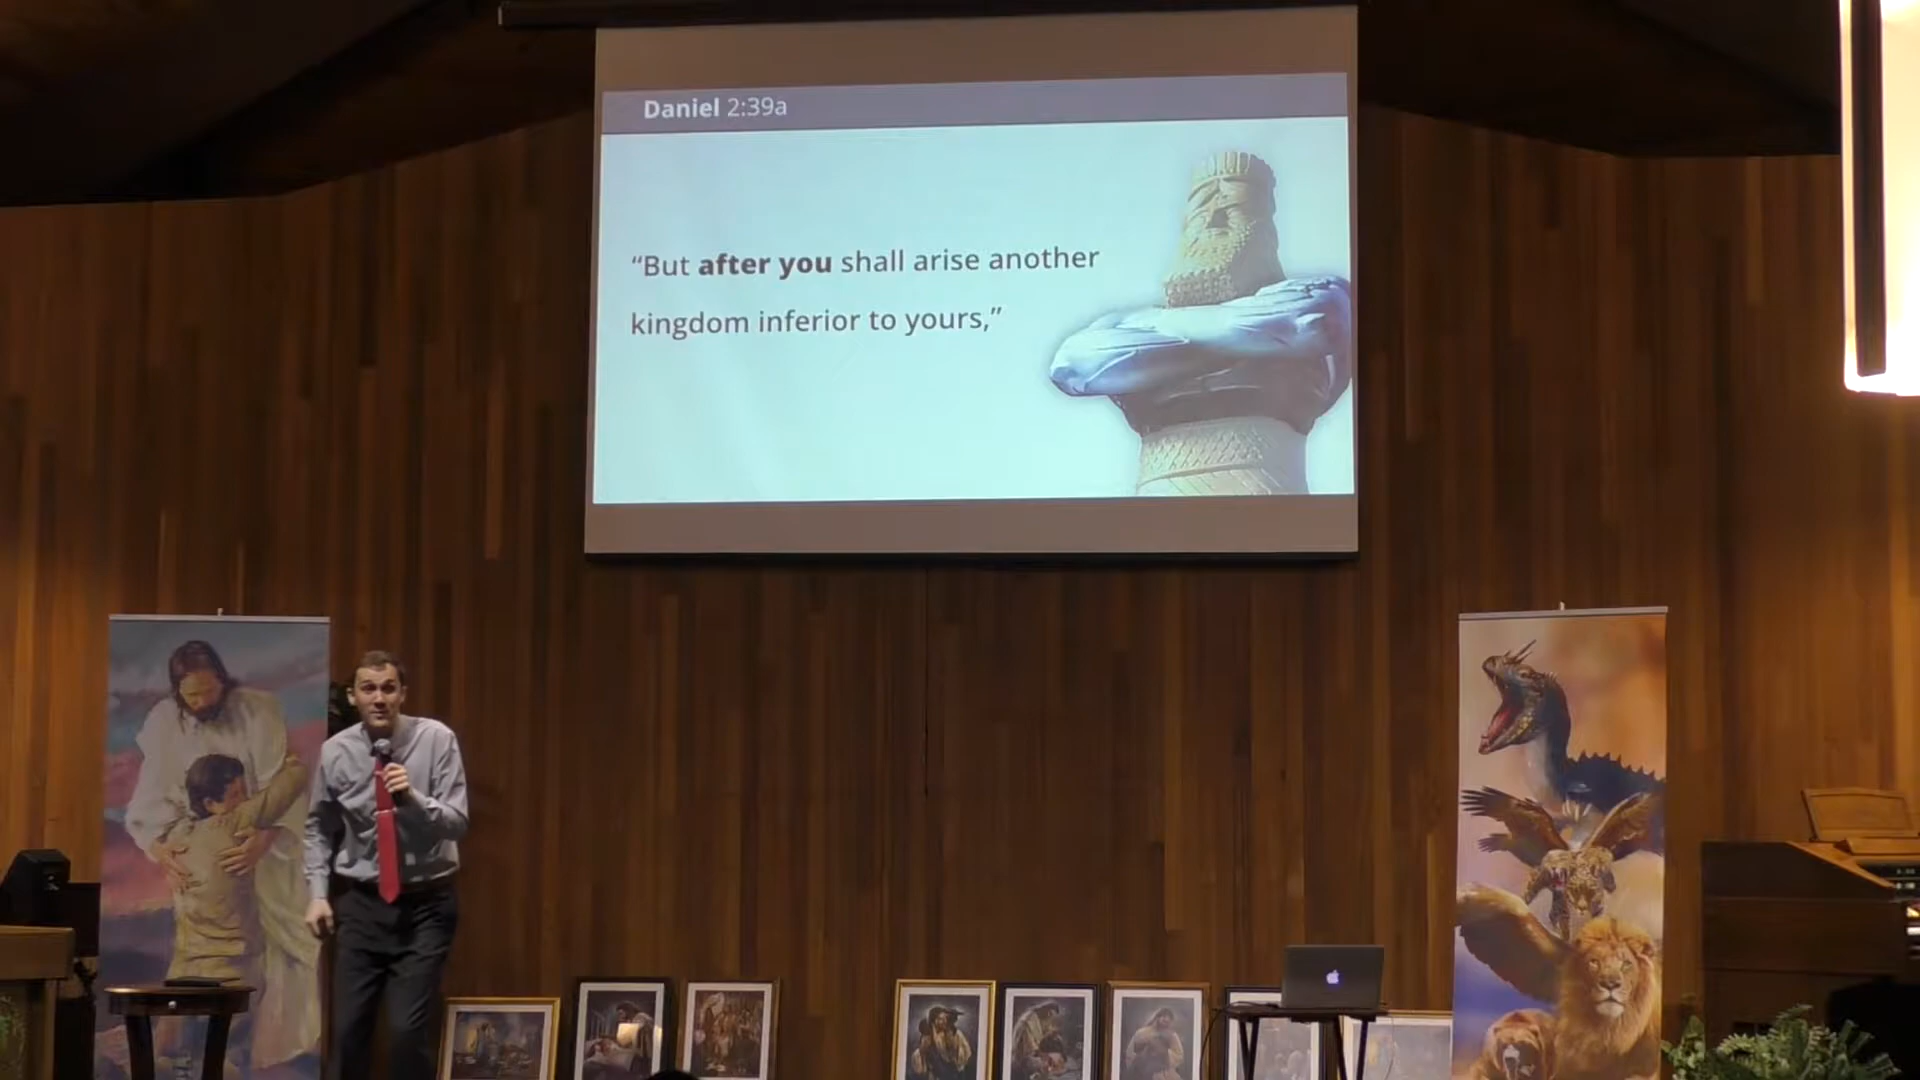 Daniel 2:39a
“But after you shall arise another
kingdom inferior to yours,”